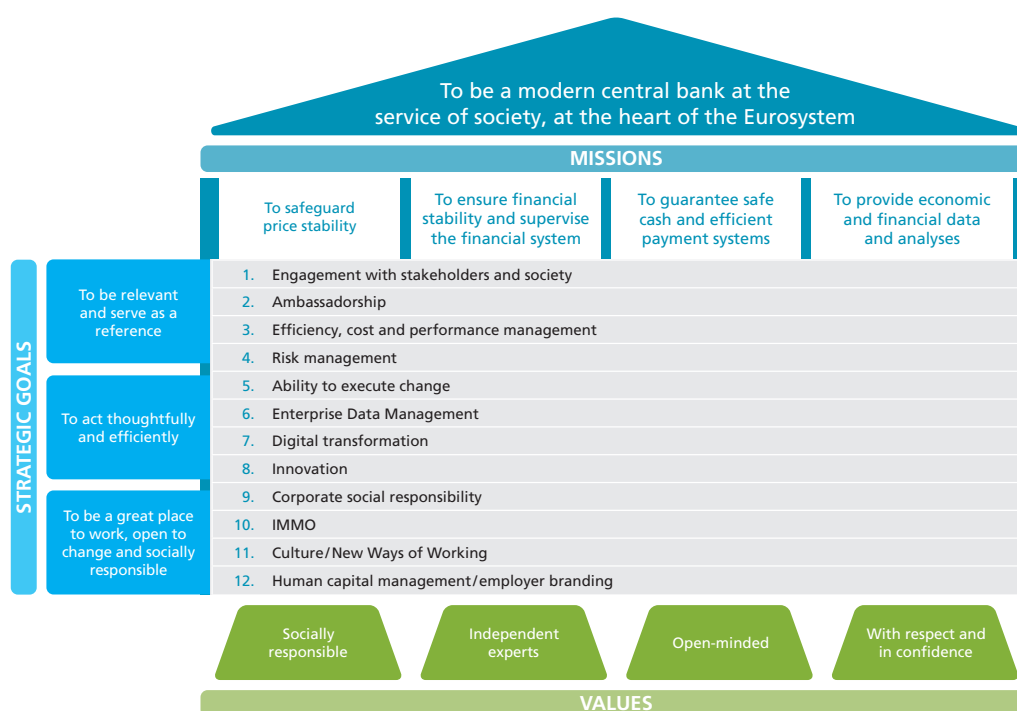 To be a modern central bank at the
service of society, at the heart of the Eurosystem
MISSIONS
To safeguard
price stability
To ensure financial
stability and supervise
the financial system
To guarantee safe
cash and efficient
payment systems
To provide economic
and financial data
and analyses
STRATEGIC GOALS
To be relevant
and serve as a
reference
To act thoughtfully
and efficiently
To be a great place
to work, open to
change and socially
responsible
1. Engagement with stakeholders and society
2. Ambassadorship
3. Efficiency, cost and performance management
4. Risk management
5. Ability to execute change
6. Enterprise Data Management
7. Digital transformation
8. Innovation
9. Corporate social responsibility
10. IMMO
11. Culture/New Ways of Working
12. Human capital management/employer branding
Socially
responsible
Independent
experts
Open-minded
With respect and
in confidence
VALUES